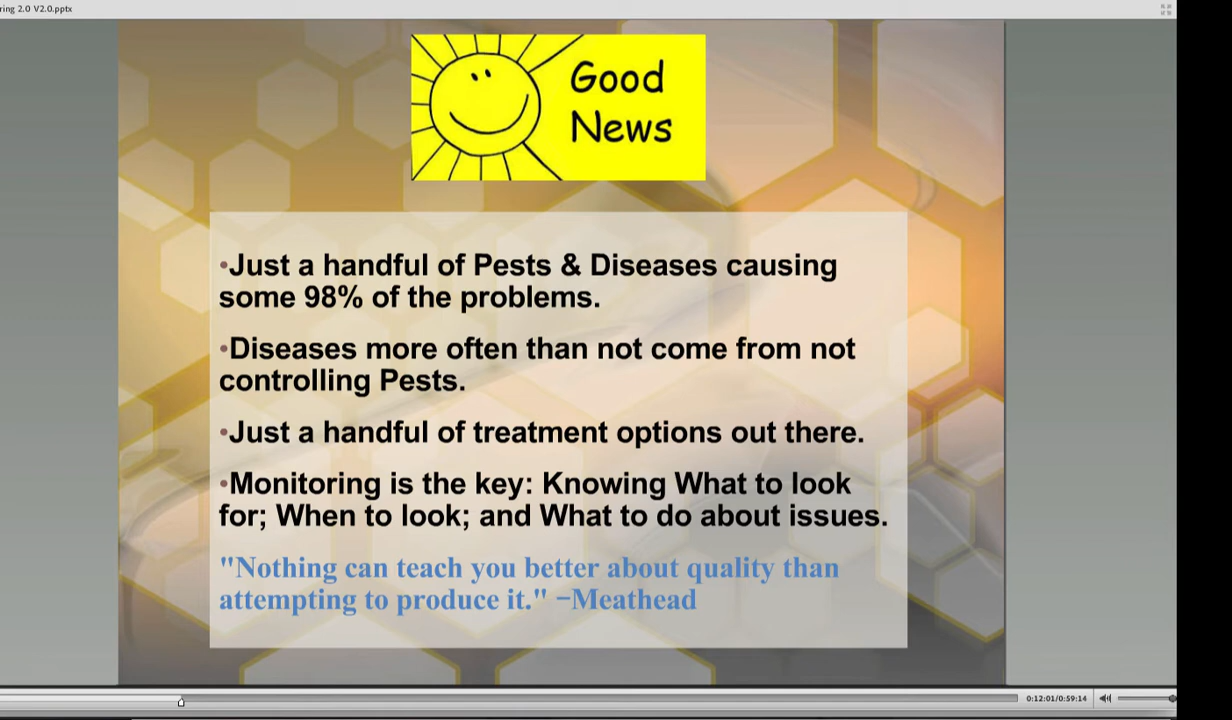 ring 2.0 V2.0.pptx
Good
News
•Just a handful of Pests & Diseases causing
some 98% of the problems.
•Diseases more often than not come from not
controlling Pests.
•Just a handful of treatment options out there.
•Monitoring is the key: Knowing What to look
for; When to look; and What to do about issues.
"Nothing can teach you better about quality than
attempting to produce it." –Meathead
0:12:01/0:59:14